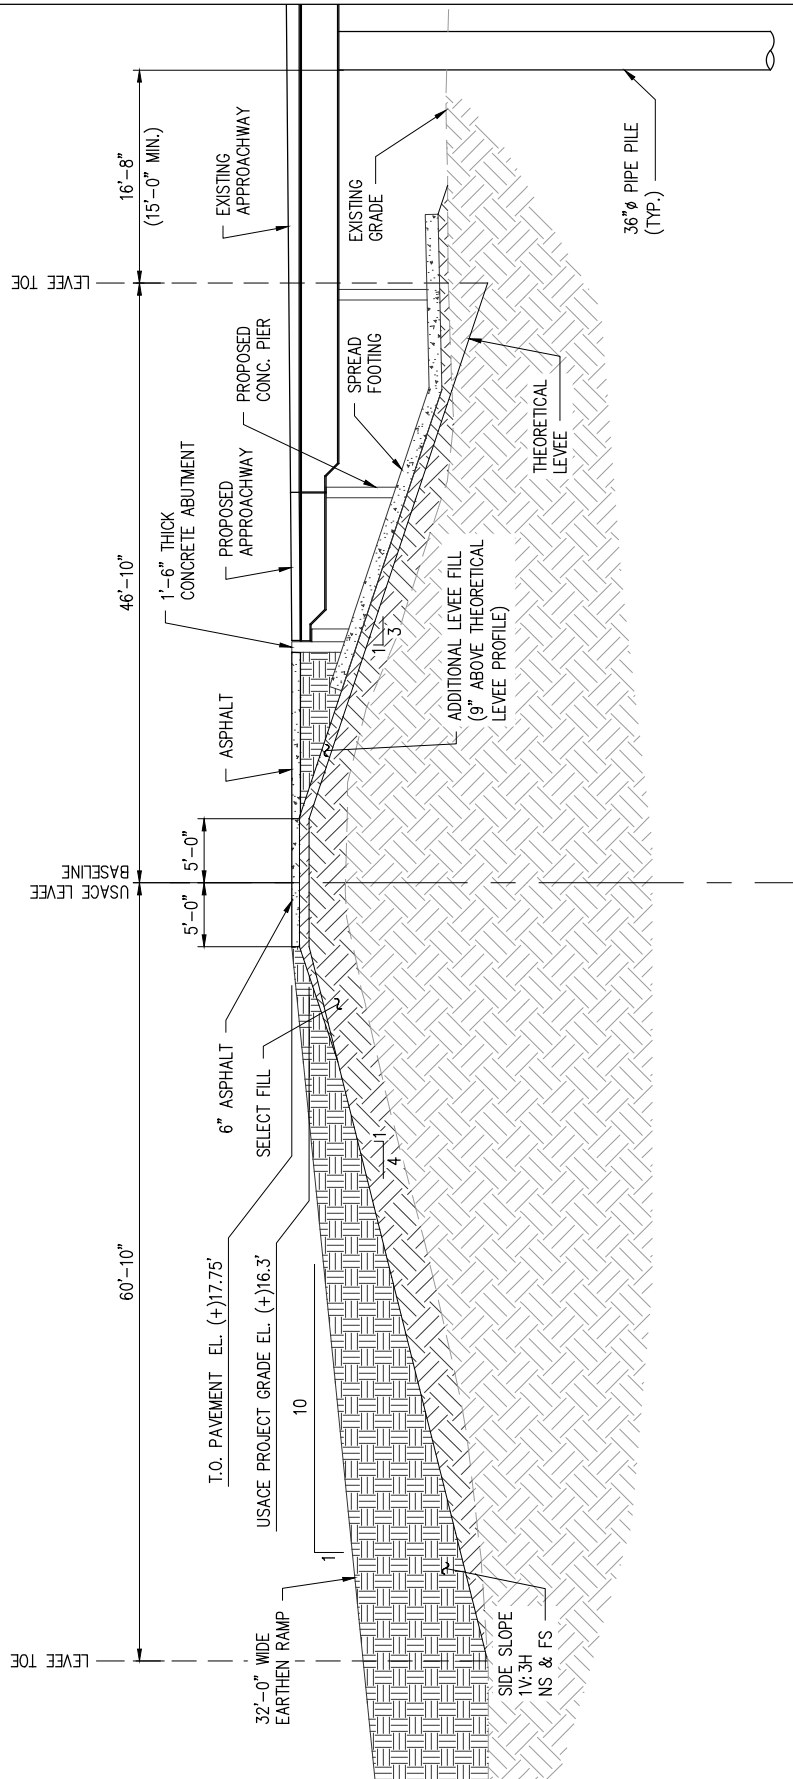 LEVEE TOE
60'-10"
USACE LEVEE
BASELINE
46'-10"
LEVEE TOE
16'-8"
(15'-0" MIN.)
5'-0"
5'-0"
T.O. PAVEMENT EL. (+)17.75'
USACE PROJECT GRADE EL. (+)16.3'
6" ASPHALT
SELECT FILL
ASPHALT
1'-6" THICK
CONCRETE ABUTMENT
PROPOSED
APPROACHWAY
PROPOSED
CONC. PIER
EXISTING
APPROACHWAY
SPREAD
FOOTING
EXISTING
GRADE
32'-0" WIDE
EARTHEN RAMP
1
10
4
1
1
3
SIDE SLOPE
1V:3H
NS & FS
ADDITIONAL LEVEE FILL
(9" ABOVE THEORETICAL
LEVEE PROFILE)
THEORETICAL
LEVEE
36"ø PIPE PILE
(TYP.)